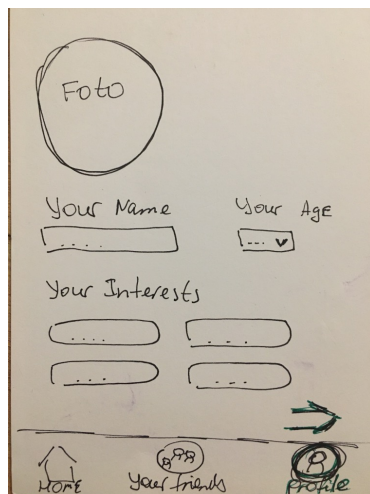 Foto
Your Name Your AgE
.... ---
Your Interests
.... ...
... ...
HOME Your friends Profile